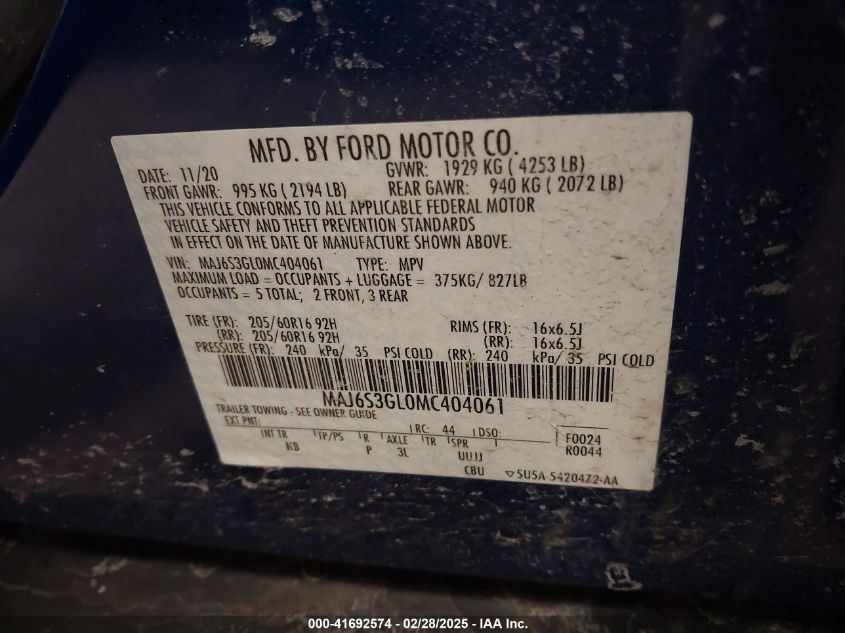 MFD. BY FORD MOTOR CO.
DATE: 11/20 GVWR: 1929 KG ( 4253 LB)
FRONT GAWR: 995 KG ( 2194 LB) REAR GAWR: 940 KG ( 2072 LB)
THIS VEHICLE CONFORMS TO ALL APPLICABLE FEDERAL MOTOR
VEHICLE SAFETY AND THEFT PREVENTION STANDARDS
IN EFFECT ON THE DATE OF MANUFACTURE SHOWN ABOVE.
VIN: MAJ6S3GL0MC404061 TYPE: MPV
MAXIMUM LOAD = OCCUPANTS + LUGGAGE = 375KG/ 827LB
OCCUPANTS = 5 TOTAL; 2 FRONT, 3 REAR
TIRE (FR): 205/60R16 92H RIMS (FR): 16x6.5J
(RR): 205/60R16 92H (RR): 16x6.5J
PRESSURE (FR): 240 kPa/ 35 PSI COLD (RR): 240 kPa/ 35 PSI COLD
MAJ6S3GL0MC404061
TRAILER TOWING - SEE OWNER GUIDE
EXT PNT: RC: 44 DSO: F0024
INT TR TP/PS R AXLE TR SPR R0044
NB P 3L UUJJ
CBU 5U5A-5420472-AA
000-41692574 — 02/28/2025 — IAA Inc.